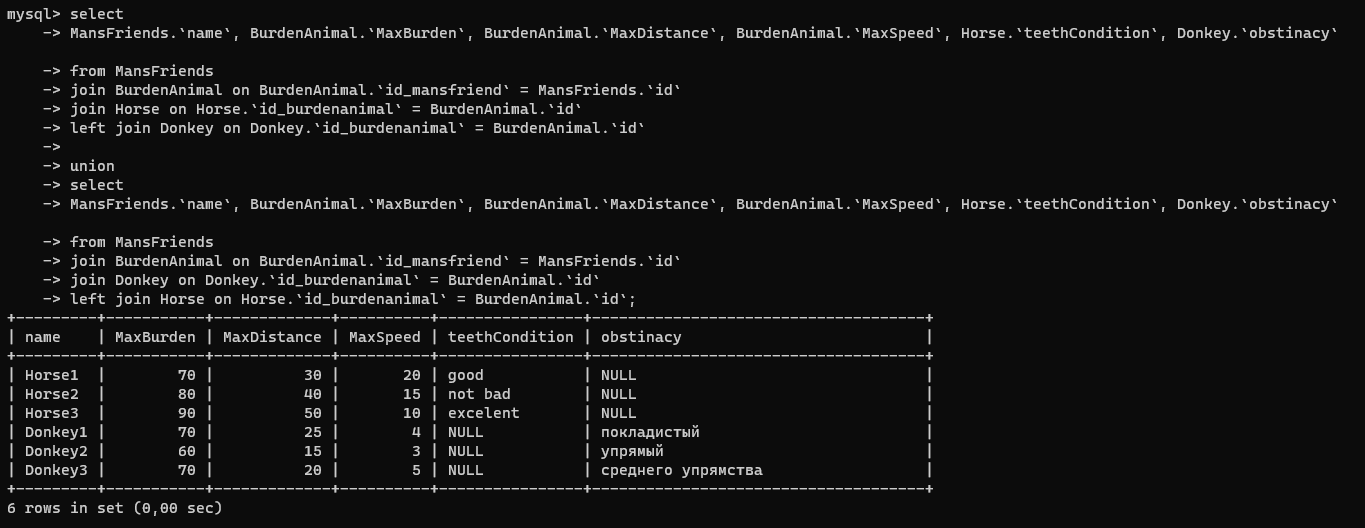 mysql> select
    -> MansFriends.`name`, BurdenAnimal.`MaxBurden`, BurdenAnimal.`MaxDistance`, BurdenAnimal.`MaxSpeed`, Horse.`teethCondition`, Donkey.`obstinacy`
    -> from MansFriends
    -> join BurdenAnimal on BurdenAnimal.`id_mansfriend` = MansFriends.`id`
    -> join Horse on Horse.`id_burdenanimal` = BurdenAnimal.`id`
    -> left join Donkey on Donkey.`id_burdenanimal` = BurdenAnimal.`id`
    ->
    -> union
    -> select
    -> MansFriends.`name`, BurdenAnimal.`MaxBurden`, BurdenAnimal.`MaxDistance`, BurdenAnimal.`MaxSpeed`, Horse.`teethCondition`, Donkey.`obstinacy`
    -> from MansFriends
    -> join BurdenAnimal on BurdenAnimal.`id_mansfriend` = MansFriends.`id`
    -> join Donkey on Donkey.`id_burdenanimal` = BurdenAnimal.`id`
    -> left join Horse on Horse.`id_burdenanimal` = BurdenAnimal.`id`;
+---------+-----------+-------------+----------+----------------+-------------------------------------+
| name    | MaxBurden | MaxDistance | MaxSpeed | teethCondition | obstinacy                           |
+---------+-----------+-------------+----------+----------------+-------------------------------------+
| Horse1  |        70 |          30 |       20 | good           | NULL                                |
| Horse2  |        80 |          40 |       15 | not bad        | NULL                                |
| Horse3  |        90 |          50 |       10 | excelent       | NULL                                |
| Donkey1 |        70 |          25 |        4 | NULL           | покладистый                         |
| Donkey2 |        60 |          15 |        3 | NULL           | упрямый                             |
| Donkey3 |        70 |          20 |        5 | NULL           | среднего упрямства                  |
+---------+-----------+-------------+----------+----------------+-------------------------------------+
6 rows in set (0,00 sec)